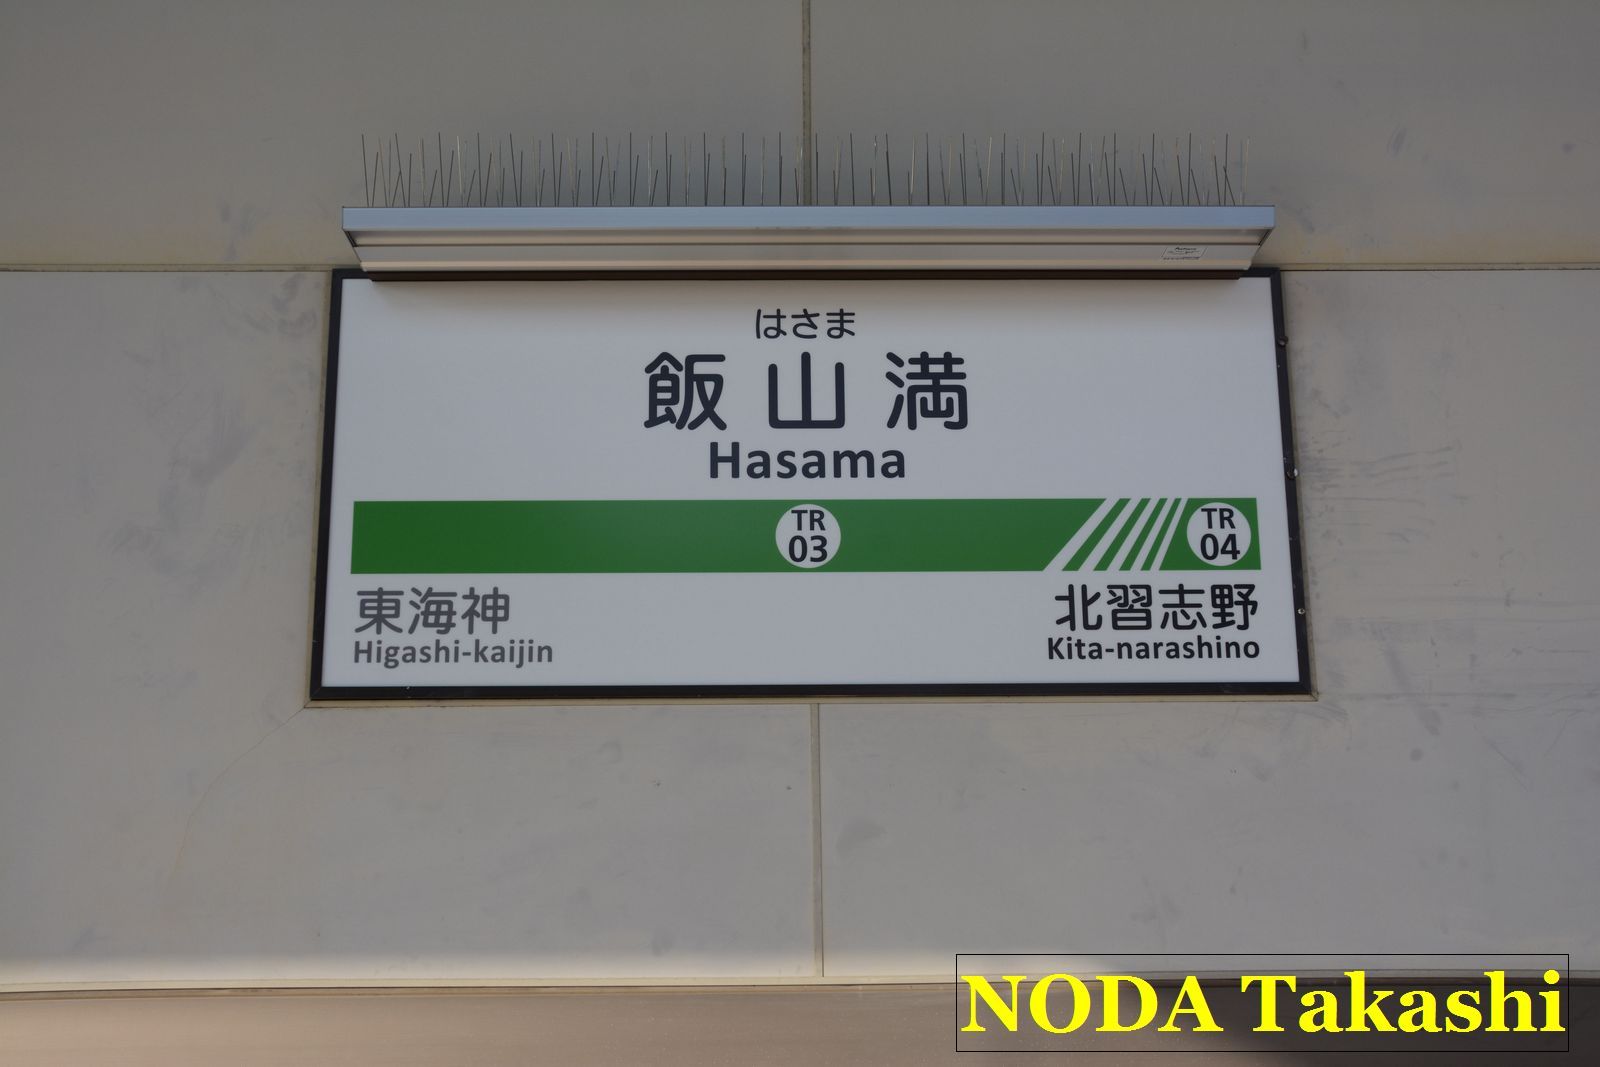 はさま
飯山満
Hasama
TR
03
TR
04
東海神
Higashi-kaijin
北習志野
Kita-narashino
NODA Takashi